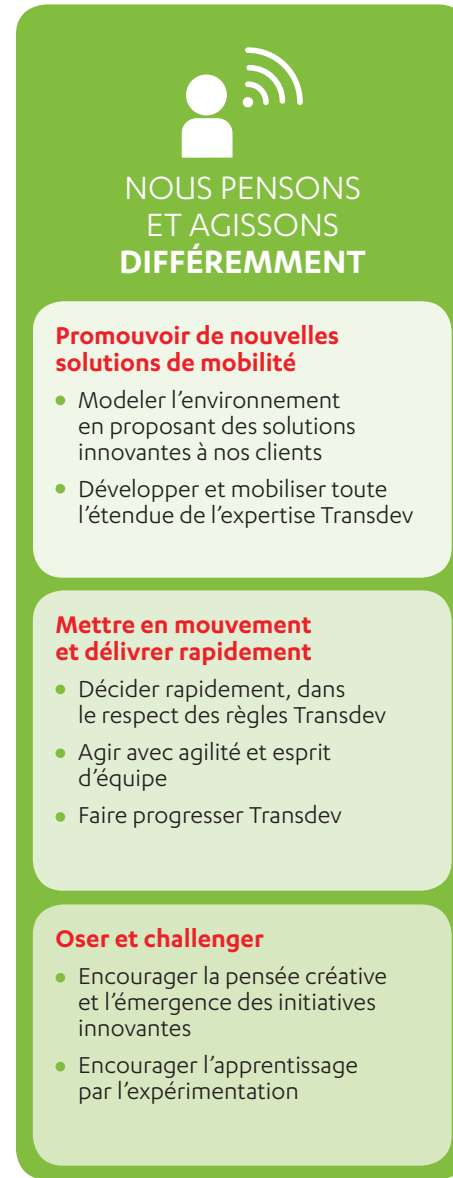 NOUS PENSONS
ET AGISSONS
DIFFÉREMMENT
Promouvoir de nouvelles
solutions de mobilité
• Modeler l’environnement
en proposant des solutions
innovantes à nos clients
• Développer et mobiliser toute
l’étendue de l’expertise Transdev
Mettre en mouvement
et délivrer rapidement
• Décider rapidement, dans
le respect des règles Transdev
• Agir avec agilité et esprit
d’équipe
• Faire progresser Transdev
Oser et challenger
• Encourager la pensée créative
et l’émergence des initiatives
innovantes
• Encourager l’apprentissage
par l’expérimentation